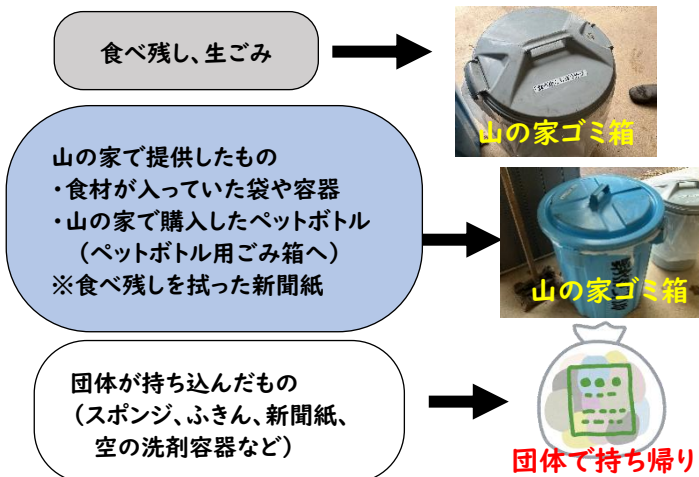 食べ残し、生ごみ
山の家ゴミ箱
山の家で提供したもの
・食材が入っていた袋や容器
・山の家で購入したペットボトル
（ペットボトル用ごみ箱へ）
※食べ残しを拭った新聞紙
山の家ゴミ箱
団体が持ち込んだもの
（スポンジ、ふきん、新聞紙、
空の洗剤容器など）
団体で持ち帰り